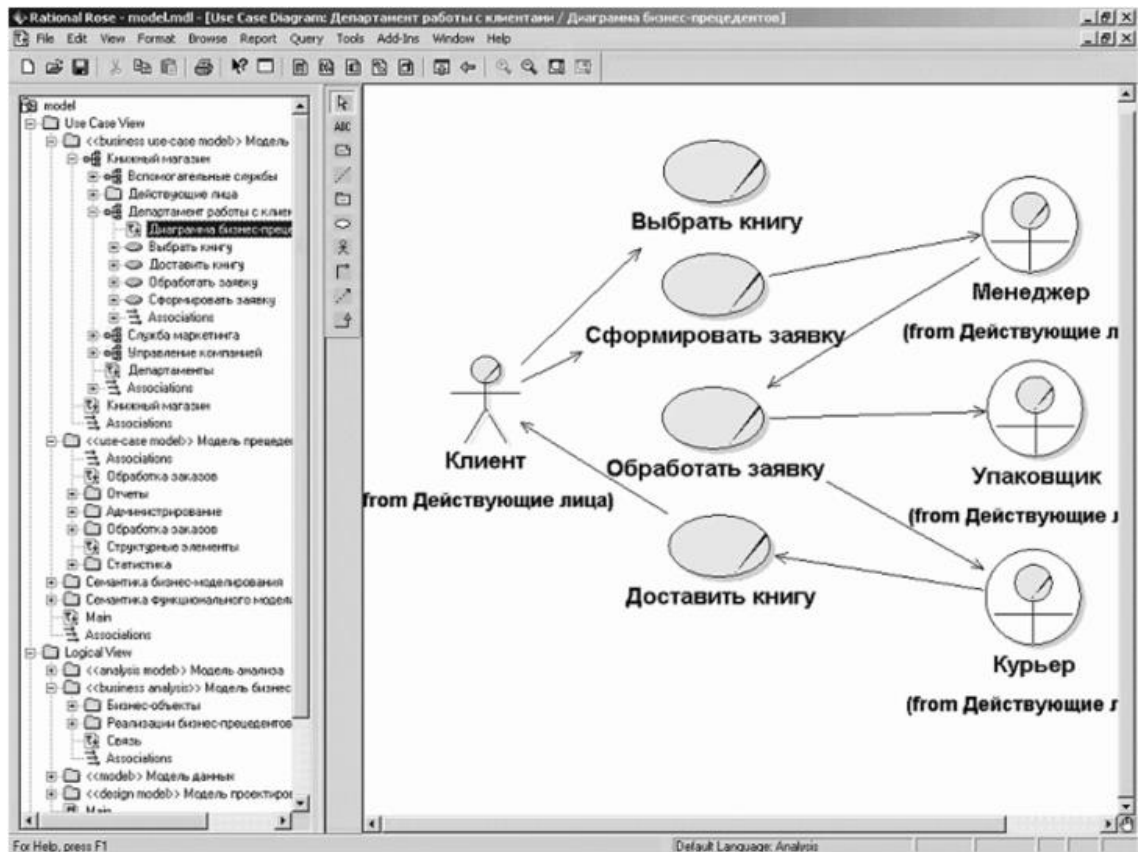 Rational Rose - model.mdl - [Use Case Diagram: Департамент работы с клиентами / Диаграмма бизнес-прецедентов]
File Edit View Format Browse Report Query Tools Add-Ins Window Help
model
Use Case View
<<business use-case model>> Модель
Книжный магазин
Вспомогательные службы
Действующие лица
Департамент работы с клиен
Диаграмма бизнес-преце
Выбрать книгу
Доставить книгу
Обработать заявку
Сформировать заявку
Associations
Служба маркетинга
Управление компанией
Департаменты
Associations
Книжный магазин
Associations
<<use-case model>> Модель прецеден
Associations
Обработка заказов
Отчеты
Администрирование
Обработка заказов
Структурные элементы
Статистика
Семантика бизнес-моделирования
Семантика функционального модел
Main
Associations
Logical View
<<analysis model>> Модель анализа
<<business analysis>> Модель бизнес
Бизнес-объекты
Реализации бизнес-прецедентов
Связь
Associations
<<model>> Модель данных
<<design model>> Модель проектиров
Main
ABC
Выбрать книгу
Сформировать заявку
Обработать заявку
Доставить книгу
Клиент
from Действующие лица)
Менеджер
(from Действующие л
Упаковщик
(from Действующие л
Курьер
(from Действующие л
For Help, press F1
Default Language: Analysis